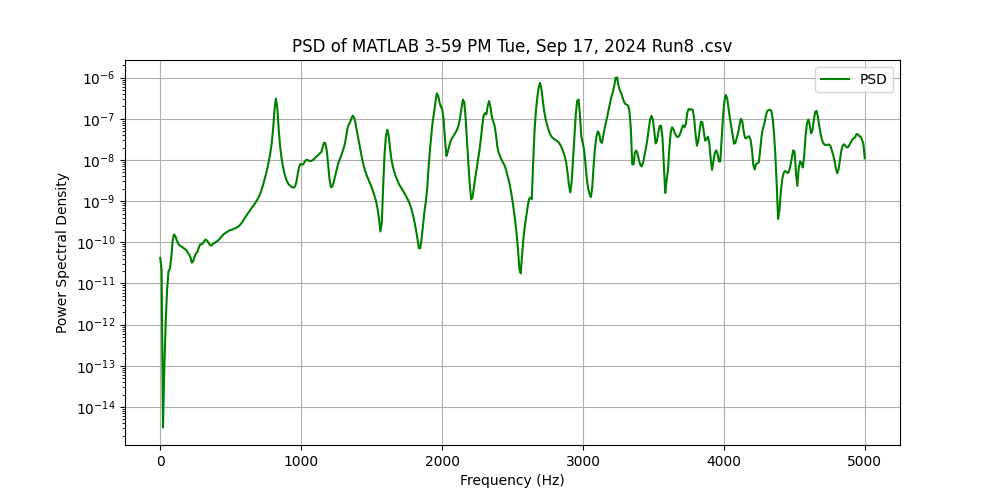 PSD of MATLAB 3-59 PM Tue, Sep 17, 2024 Run8 .csv
PSD
Power Spectral Density
10⁻⁶
10⁻⁷
10⁻⁸
10⁻⁹
10⁻¹⁰
10⁻¹¹
10⁻¹²
10⁻¹³
10⁻¹⁴
0 1000 2000 3000 4000 5000
Frequency (Hz)